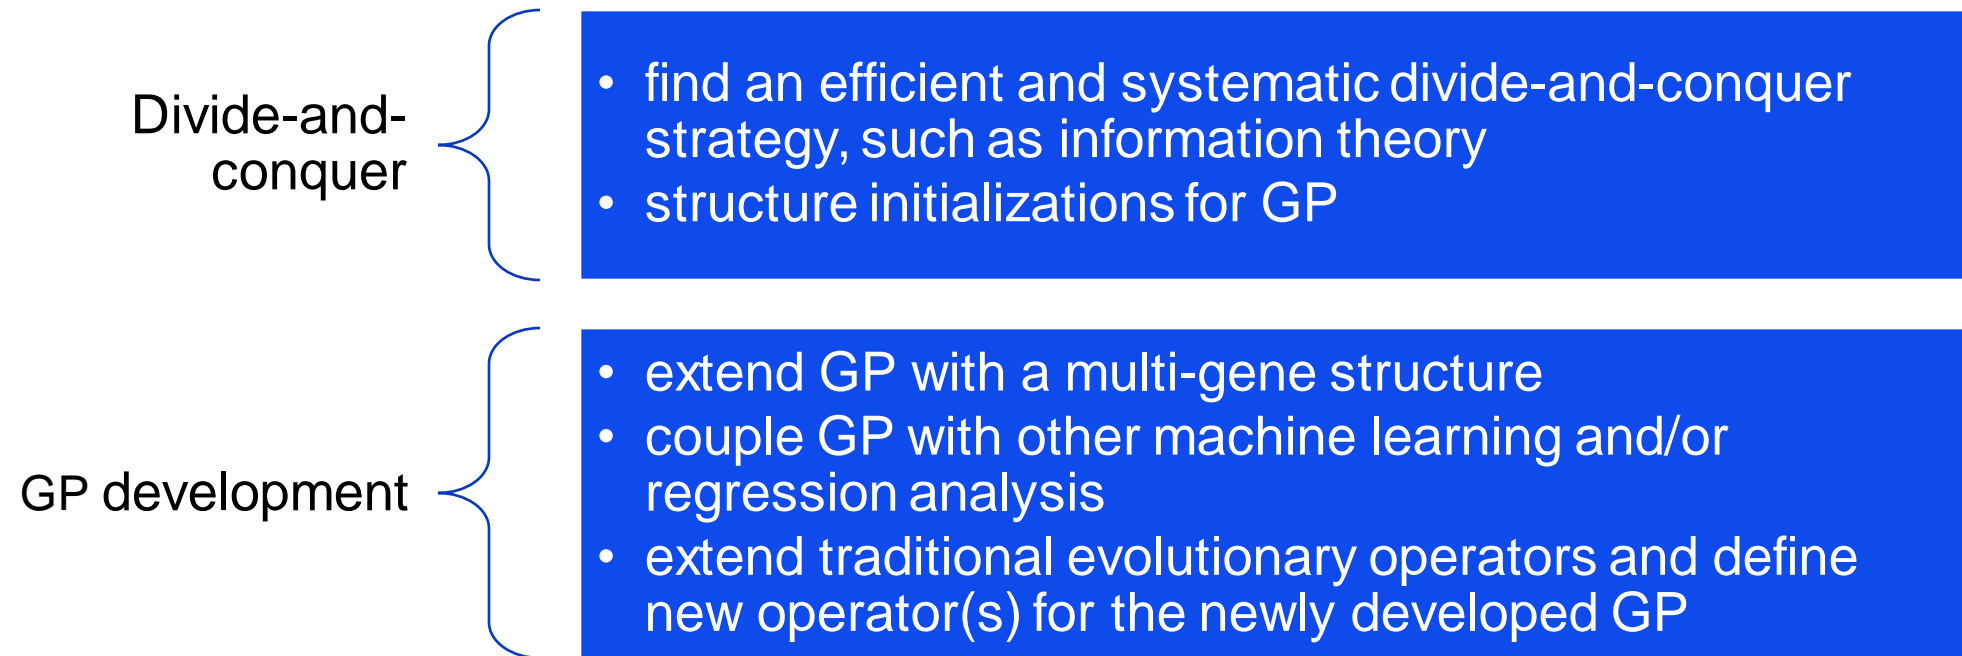 Divide-and-
conquer
• find an efficient and systematic divide-and-conquer
strategy, such as information theory
• structure initializations for GP
GP development
• extend GP with a multi-gene structure
• couple GP with other machine learning and/or
regression analysis
• extend traditional evolutionary operators and define
new operator(s) for the newly developed GP